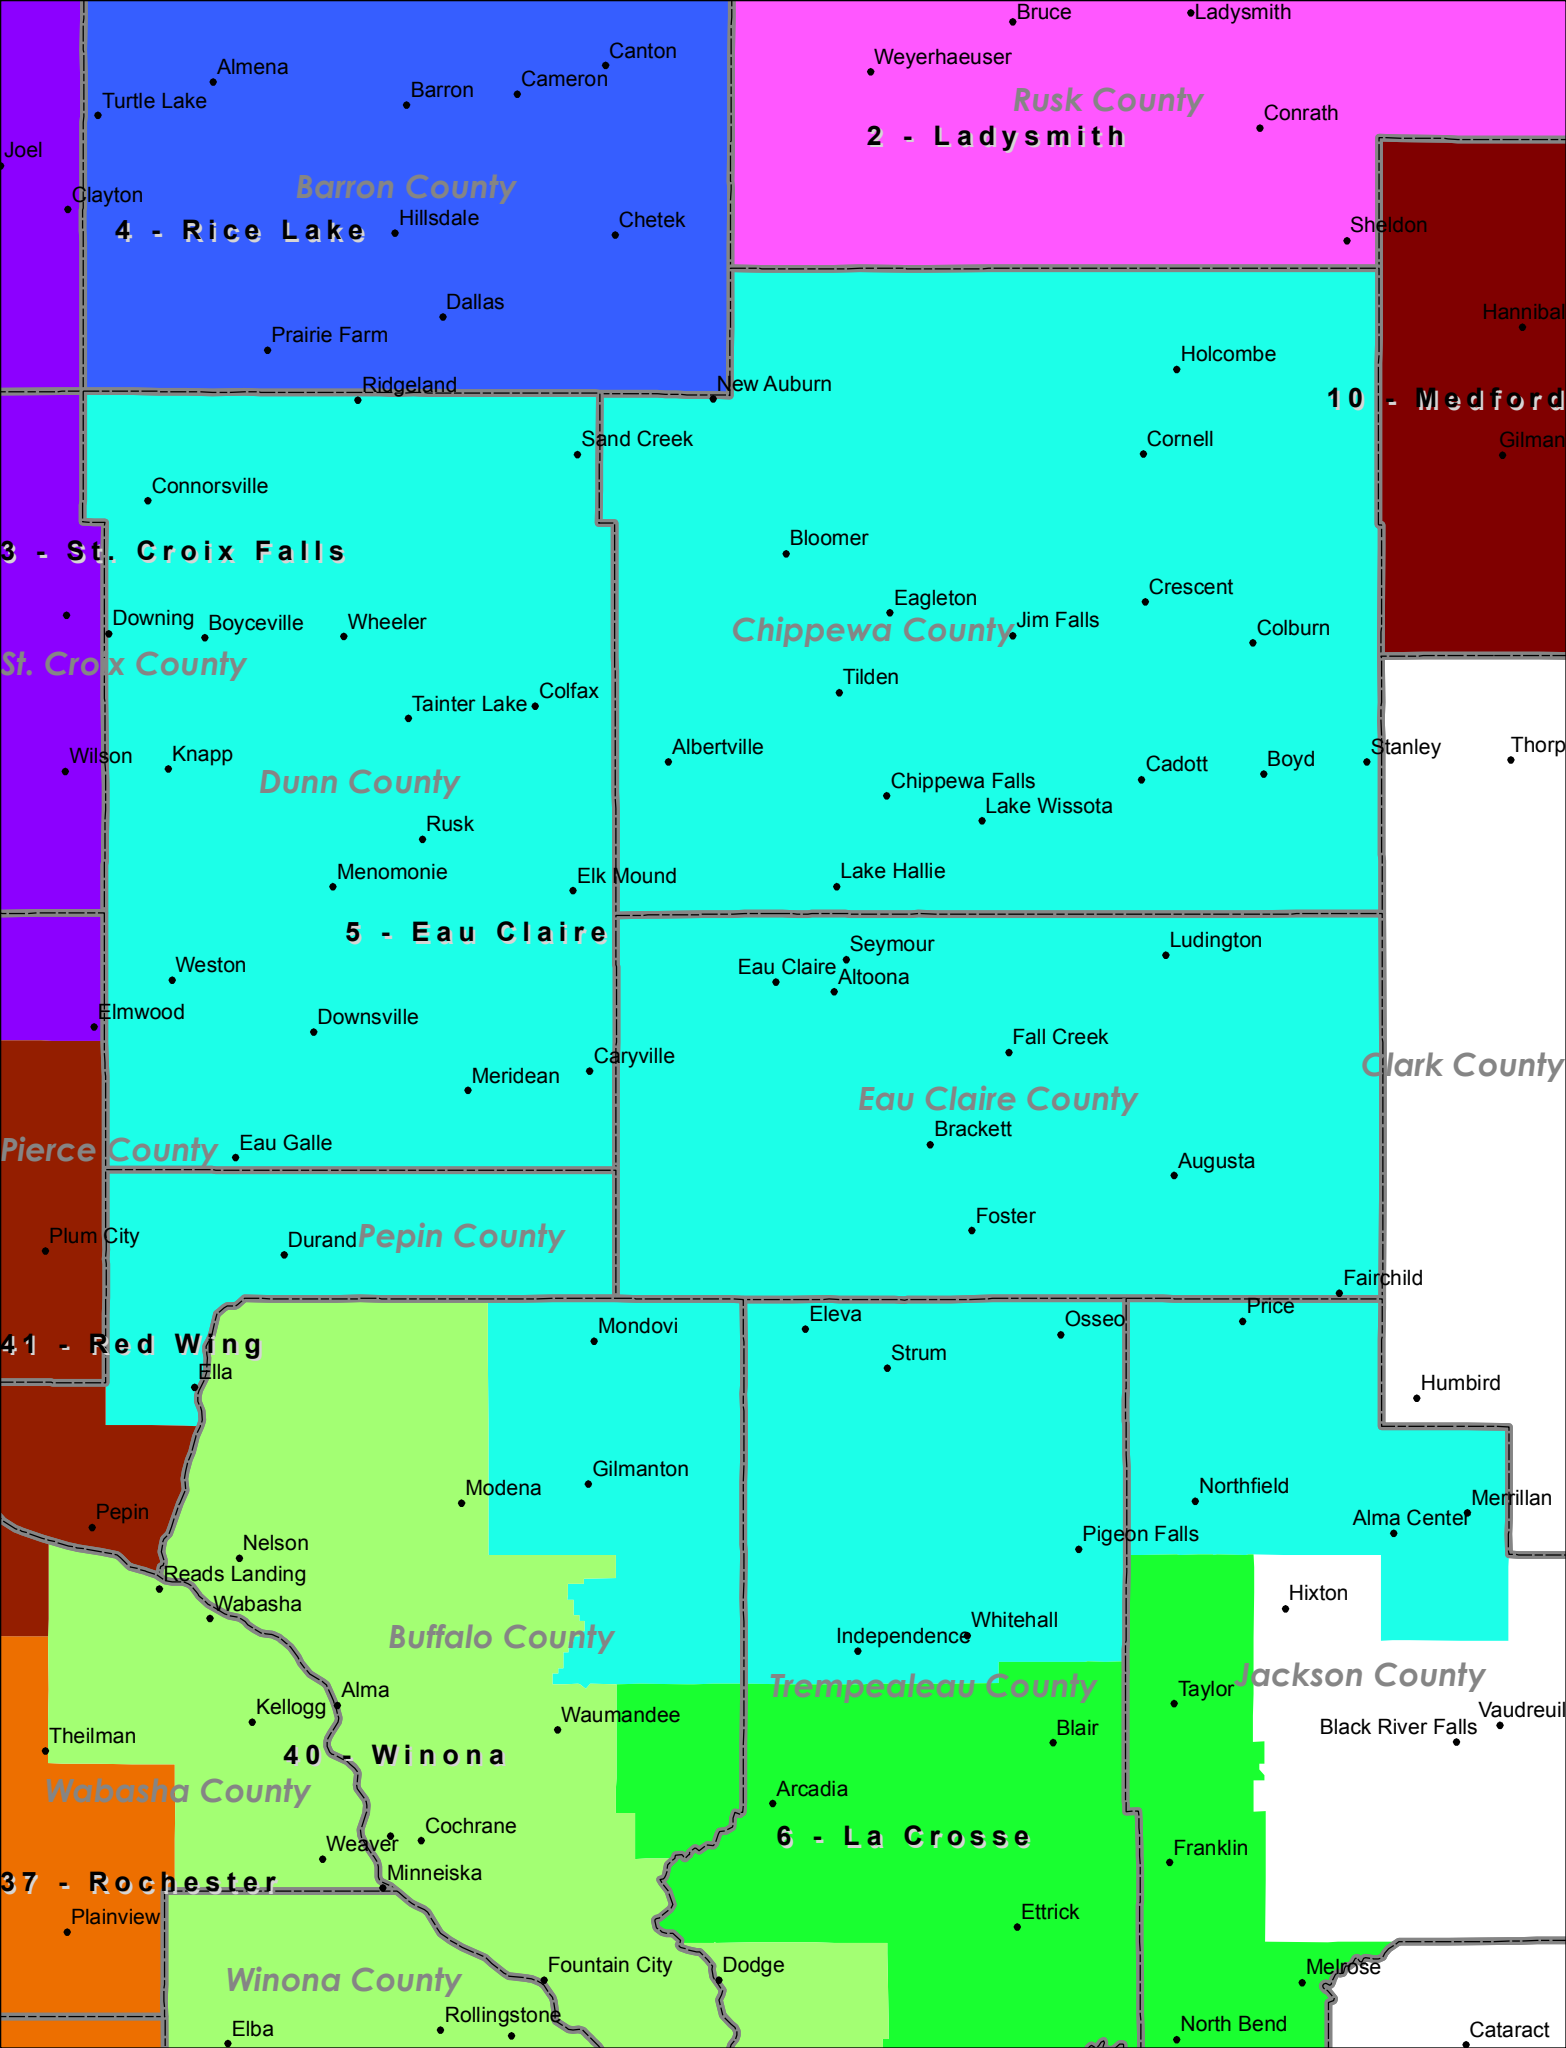 Bruce
Ladysmith
Canton
Weyerhaeuser
Almena
Cameron
Barron
Turtle Lake
Rusk County
Conrath
2 - Ladysmith
Joel
Barron County
Clayton
Hillsdale
Chetek
4 - Rice Lake
Sheldon
Dallas
Hannibal
Prairie Farm
Holcombe
Ridgeland
New Auburn
10 - Medford
Sand Creek
Cornell
Gilman
Connorsville
Bloomer
3 - St. Croix Falls
Crescent
Eagleton
Downing
Boyceville
Wheeler
Jim Falls
Colburn
Chippewa County
St. Croix County
Tilden
Colfax
Tainter Lake
Albertville
Stanley
Thorp
Wilson
Knapp
Cadott
Boyd
Dunn County
Chippewa Falls
Lake Wissota
Rusk
Menomonie
Elk Mound
Lake Hallie
5 - Eau Claire
Seymour
Ludington
Weston
Eau Claire
Altoona
Elmwood
Downsville
Fall Creek
Caryville
Clark County
Meridean
Eau Claire County
Brackett
Pierce County
Eau Galle
Augusta
Foster
Plum City
Durand
Pepin County
Fairchild
Price
Eleva
Osseo
Mondovi
41 - Red Wing
Strum
Ella
Humbird
Gilmanton
Modena
Northfield
Merrillan
Pepin
Alma Center
Pigeon Falls
Nelson
Reads Landing
Hixton
Wabasha
Whitehall
Buffalo County
Independence
Jackson County
Trempealeau County
Alma
Taylor
Kellogg
Vaudreuil
Waumandee
Blair
Black River Falls
Theilman
40 - Winona
Wabasha County
Arcadia
Cochrane
6 - La Crosse
Weaver
Franklin
Minneiska
37 - Rochester
Plainview
Ettrick
Fountain City
Dodge
Melrose
Winona County
Rollingstone
North Bend
Elba
Cataract